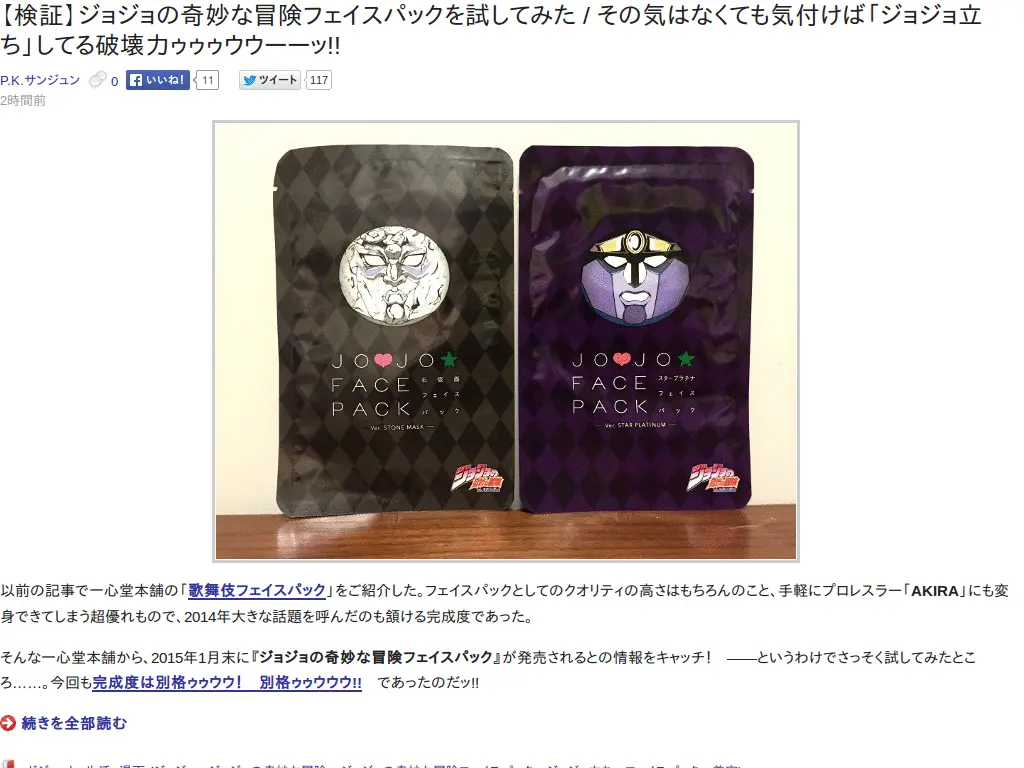 【検証】ジョジョの奇妙な冒険フェイスパックを試してみた / その気はなくても気付けば「ジョジョ立
ち」してる破壊力ゥゥゥウウーーーッ!!
P.K.サンジュン 0 いいね! 11 ツイート 117
2時間前
JO JO
FACE 石仮面
フェイス
PACK パック
Ver. STONE MASK
JO JO
FACE スタープラチナ
フェイス
PACK パック
Ver. STAR PLATINUM
ジョジョの奇妙な冒険
ジョジョの奇妙な冒険
以前の記事で一心堂本舗の「歌舞伎フェイスパック」をご紹介した。フェイスパックとしてのクオリティの高さはもちろんのこと、手軽にプロレスラー「AKIRA」にも変
身できてしまう超優れもので、2014年大きな話題を呼んだのも頷ける完成度であった。
そんな一心堂本舗から、2015年1月末に『ジョジョの奇妙な冒険フェイスパック』が発売されるとの情報をキャッチ! ――というわけでさっそく試してみたとこ
ろ……。今回も完成度は別格ゥゥウウ! 別格ゥゥウウウ!! であったのだッ!!
続きを全部読む